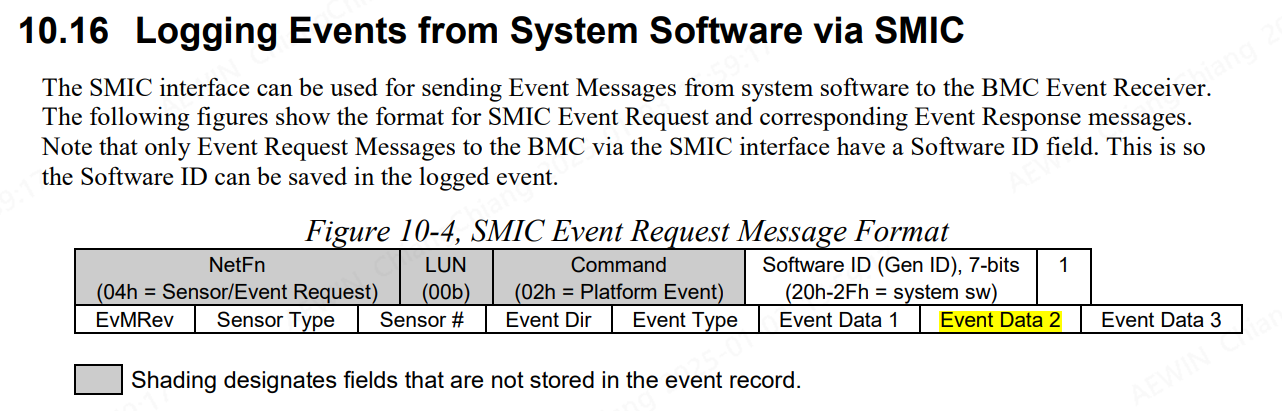 10.16 Logging Events from System Software via SMIC
The SMIC interface can be used for sending Event Messages from system software to the BMC Event Receiver.
The following figures show the format for SMIC Event Request and corresponding Event Response messages.
Note that only Event Request Messages to the BMC via the SMIC interface have a Software ID field. This is so
the Software ID can be saved in the logged event.
Figure 10-4, SMIC Event Request Message Format
NetFn LUN Command Software ID (Gen ID), 7-bits 1
(04h = Sensor/Event Request) (00b) (02h = Platform Event) (20h-2Fh = system sw)
EvMRev Sensor Type Sensor # Event Dir Event Type Event Data 1 Event Data 2 Event Data 3
Shading designates fields that are not stored in the event record.